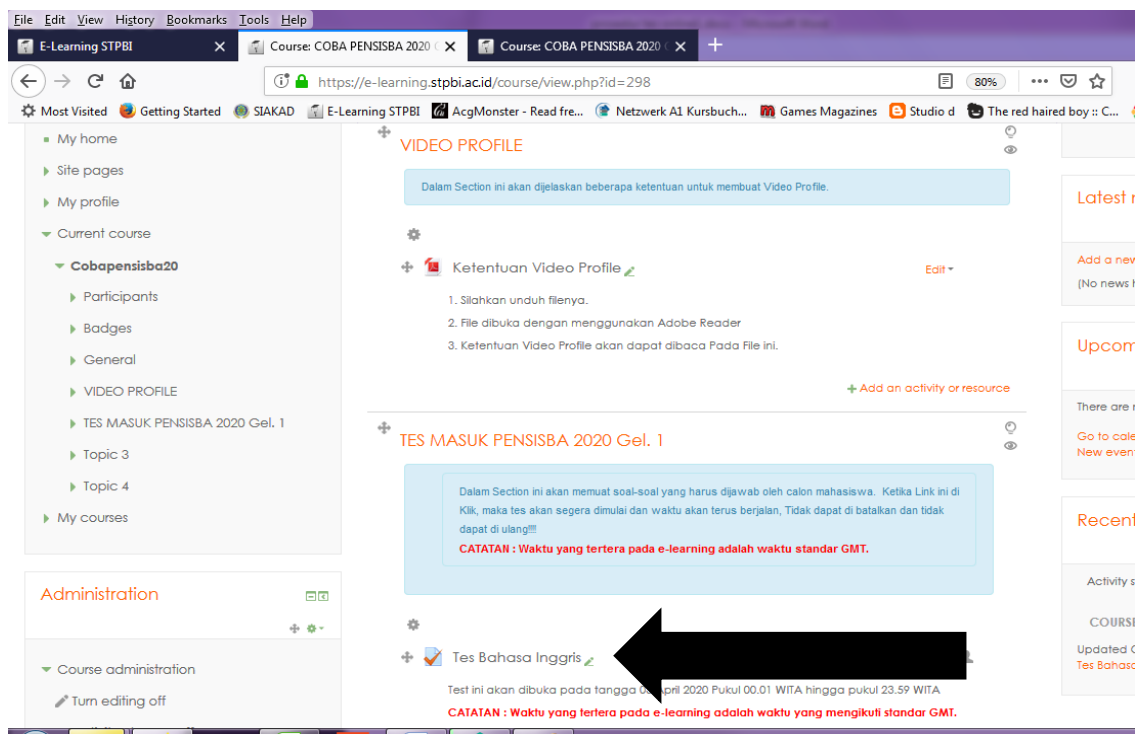 File Edit View History Bookmarks Tools Help
E-Learning STPBI
Course: COBA PENSISBA 2020
Course: COBA PENSISBA 2020
https://e-learning.stpbi.ac.id/course/view.php?id=298
80%
Most Visited Getting Started SIAKAD E-Learning STPBI AcgMonster - Read fre... Netzwerk A1 Kursbuch... Games Magazines Studio d The red haired boy :: C...
My home
Site pages
My profile
Current course
Cobapensisba20
Participants
Badges
General
VIDEO PROFILE
TES MASUK PENSISBA 2020 Gel. 1
Topic 3
Topic 4
My courses
Administration
Course administration
Turn editing off
VIDEO PROFILE
Dalam Section ini akan dijelaskan beberapa ketentuan untuk membuat Video Profile.
Ketentuan Video Profile
Edit
1. Silahkan unduh filenya.
2. File dibuka dengan menggunakan Adobe Reader
3. Ketentuan Video Profile akan dapat dibaca Pada File ini.
Add an activity or resource
TES MASUK PENSISBA 2020 Gel. 1
Dalam Section ini akan memuat soal-soal yang harus dijawab oleh calon mahasiswa. Ketika Link ini di
Klik, maka tes akan segera dimulai dan waktu akan terus berjalan, Tidak dapat di batalkan dan tidak
dapat di ulang!!!
CATATAN : Waktu yang tertera pada e-learning adalah waktu standar GMT.
Tes Bahasa Inggris
Test ini akan dibuka pada tangga April 2020 Pukul 00.01 WITA hingga pukul 23.59 WITA
CATATAN : Waktu yang tertera pada e-learning adalah waktu yang mengikuti standar GMT.
Latest
Add a new
(No news
Upcom
There are
Go to cale
New even
Recent
Activity s
COURS
Updated
Tes Bahas